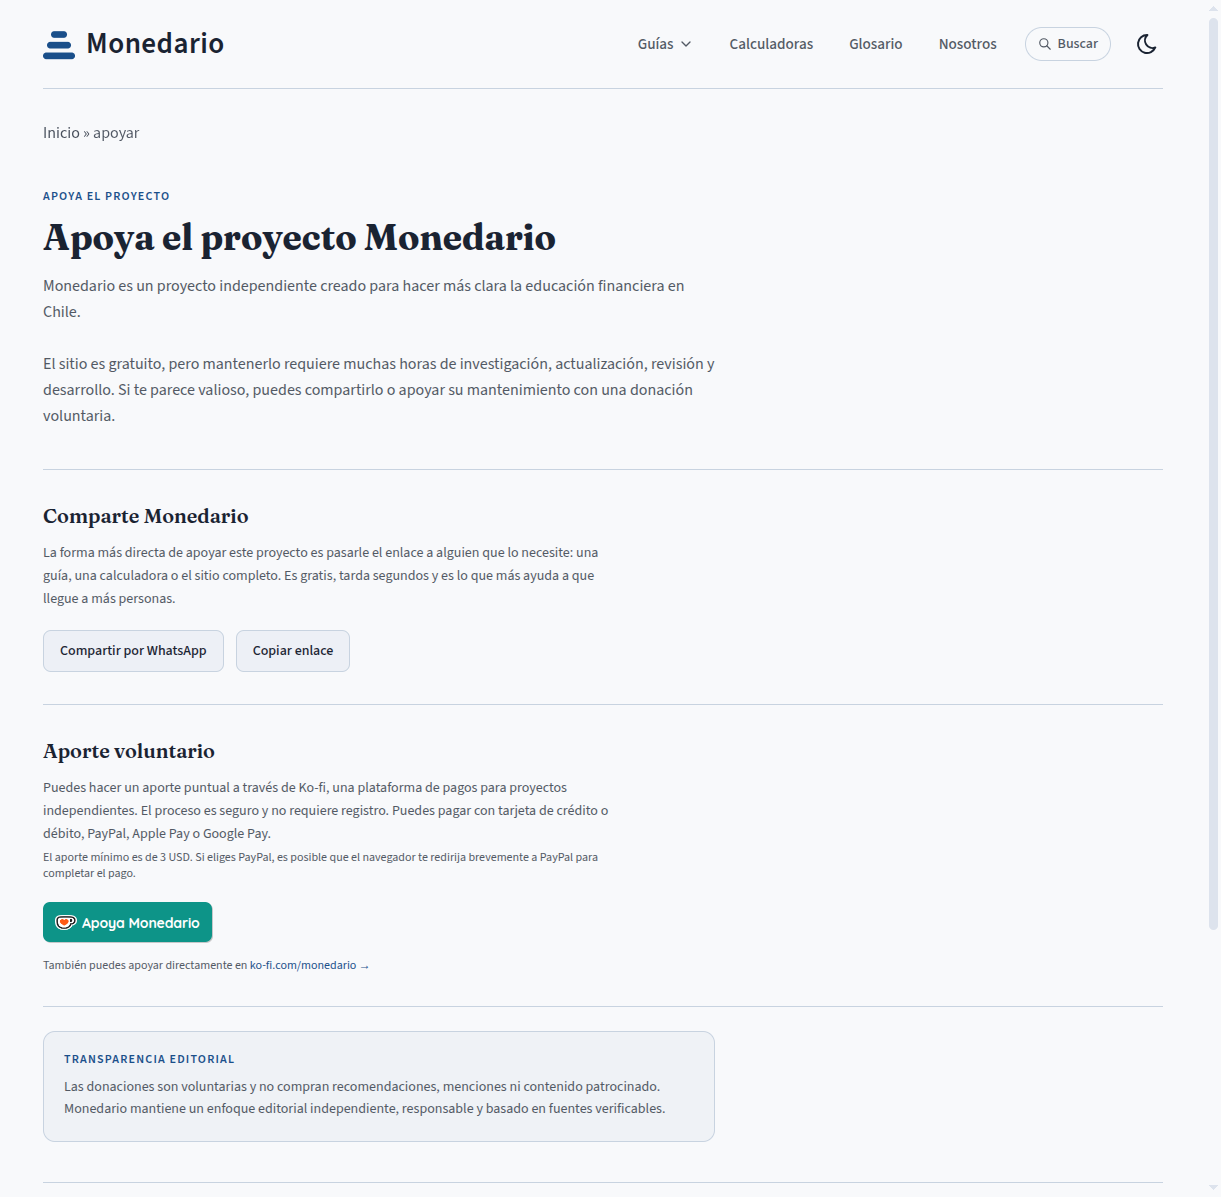 Monedario
Guías
Calculadoras
Glosario
Nosotros
Buscar
Inicio » apoyar
APOYA EL PROYECTO
Apoya el proyecto Monedario
Monedario es un proyecto independiente creado para hacer más clara la educación financiera en
Chile.
El sitio es gratuito, pero mantenerlo requiere muchas horas de investigación, actualización, revisión y
desarrollo. Si te parece valioso, puedes compartirlo o apoyar su mantenimiento con una donación
voluntaria.
Comparte Monedario
La forma más directa de apoyar este proyecto es pasarle el enlace a alguien que lo necesite: una
guía, una calculadora o el sitio completo. Es gratis, tarda segundos y es lo que más ayuda a que
llegue a más personas.
Compartir por WhatsApp
Copiar enlace
Aporte voluntario
Puedes hacer un aporte puntual a través de Ko-fi, una plataforma de pagos para proyectos
independientes. El proceso es seguro y no requiere registro. Puedes pagar con tarjeta de crédito o
débito, PayPal, Apple Pay o Google Pay.
El aporte mínimo es de 3 USD. Si eliges PayPal, es posible que el navegador te redirija brevemente a PayPal para
completar el pago.
Apoya Monedario
También puedes apoyar directamente en ko-fi.com/monedario →
TRANSPARENCIA EDITORIAL
Las donaciones son voluntarias y no compran recomendaciones, menciones ni contenido patrocinado.
Monedario mantiene un enfoque editorial independiente, responsable y basado en fuentes verificables.